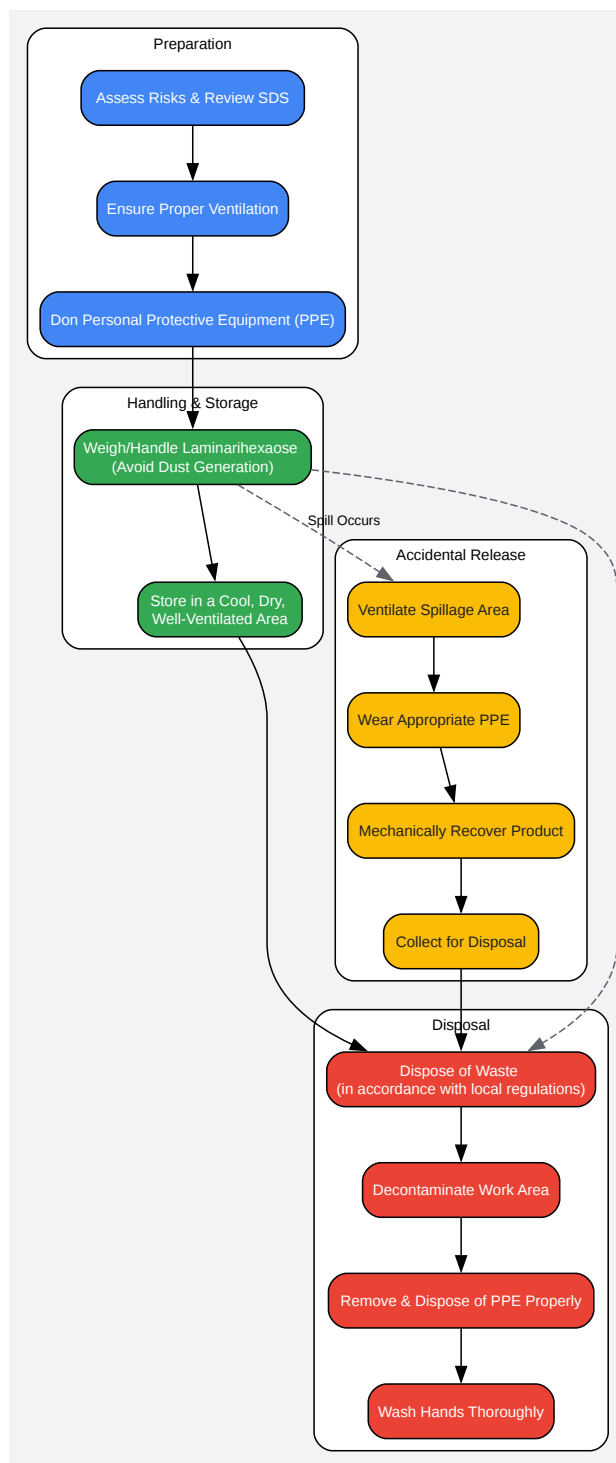 Preparation
Assess Risks & Review SDS
Ensure Proper Ventilation
Don Personal Protective Equipment (PPE)
Handling & Storage
Weigh/Handle Laminarihexaose
(Avoid Dust Generation)
Spill Occurs
Store in a Cool, Dry,
Well-Ventilated Area
Accidental Release
Ventilate Spillage Area
Wear Appropriate PPE
Mechanically Recover Product
Collect for Disposal
Disposal
Dispose of Waste
(in accordance with local regulations)
Decontaminate Work Area
Remove & Dispose of PPE Properly
Wash Hands Thoroughly